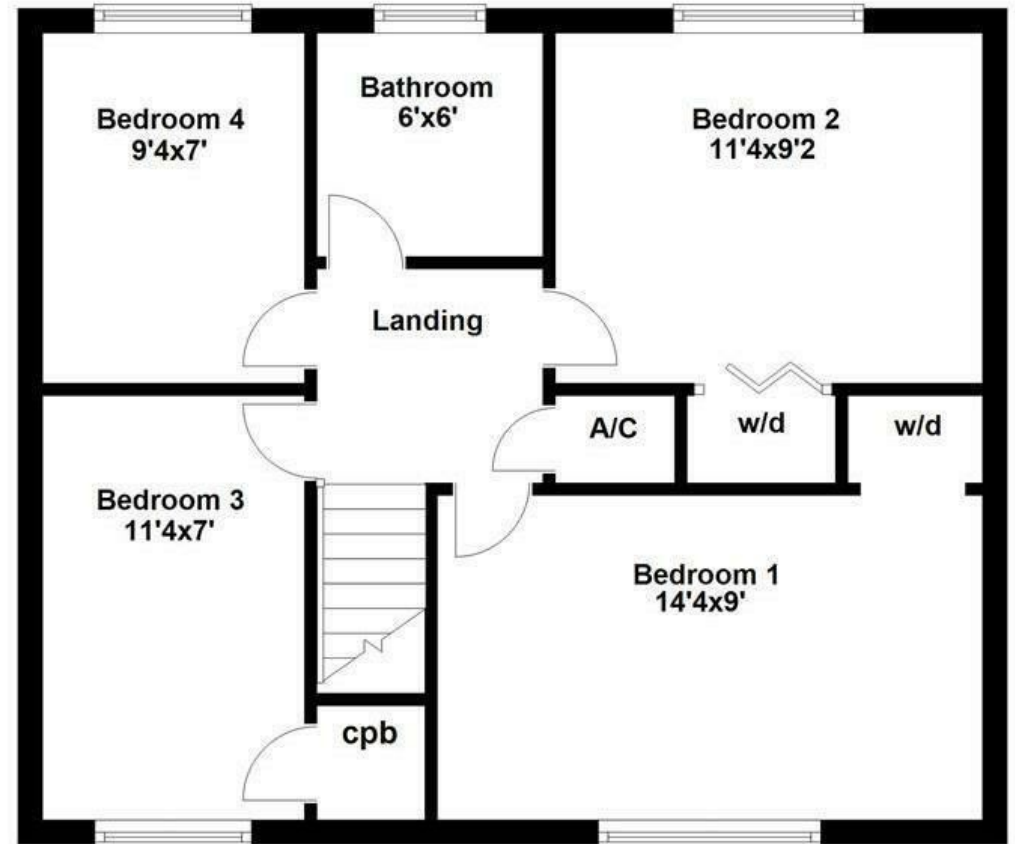 Bedroom 4
9'4x7'
Bathroom
6'x6'
Bedroom 2
11'4x9'2
Landing
A/C
w/d
w/d
Bedroom 3
11'4x7'
Bedroom 1
14'4x9'
cpb